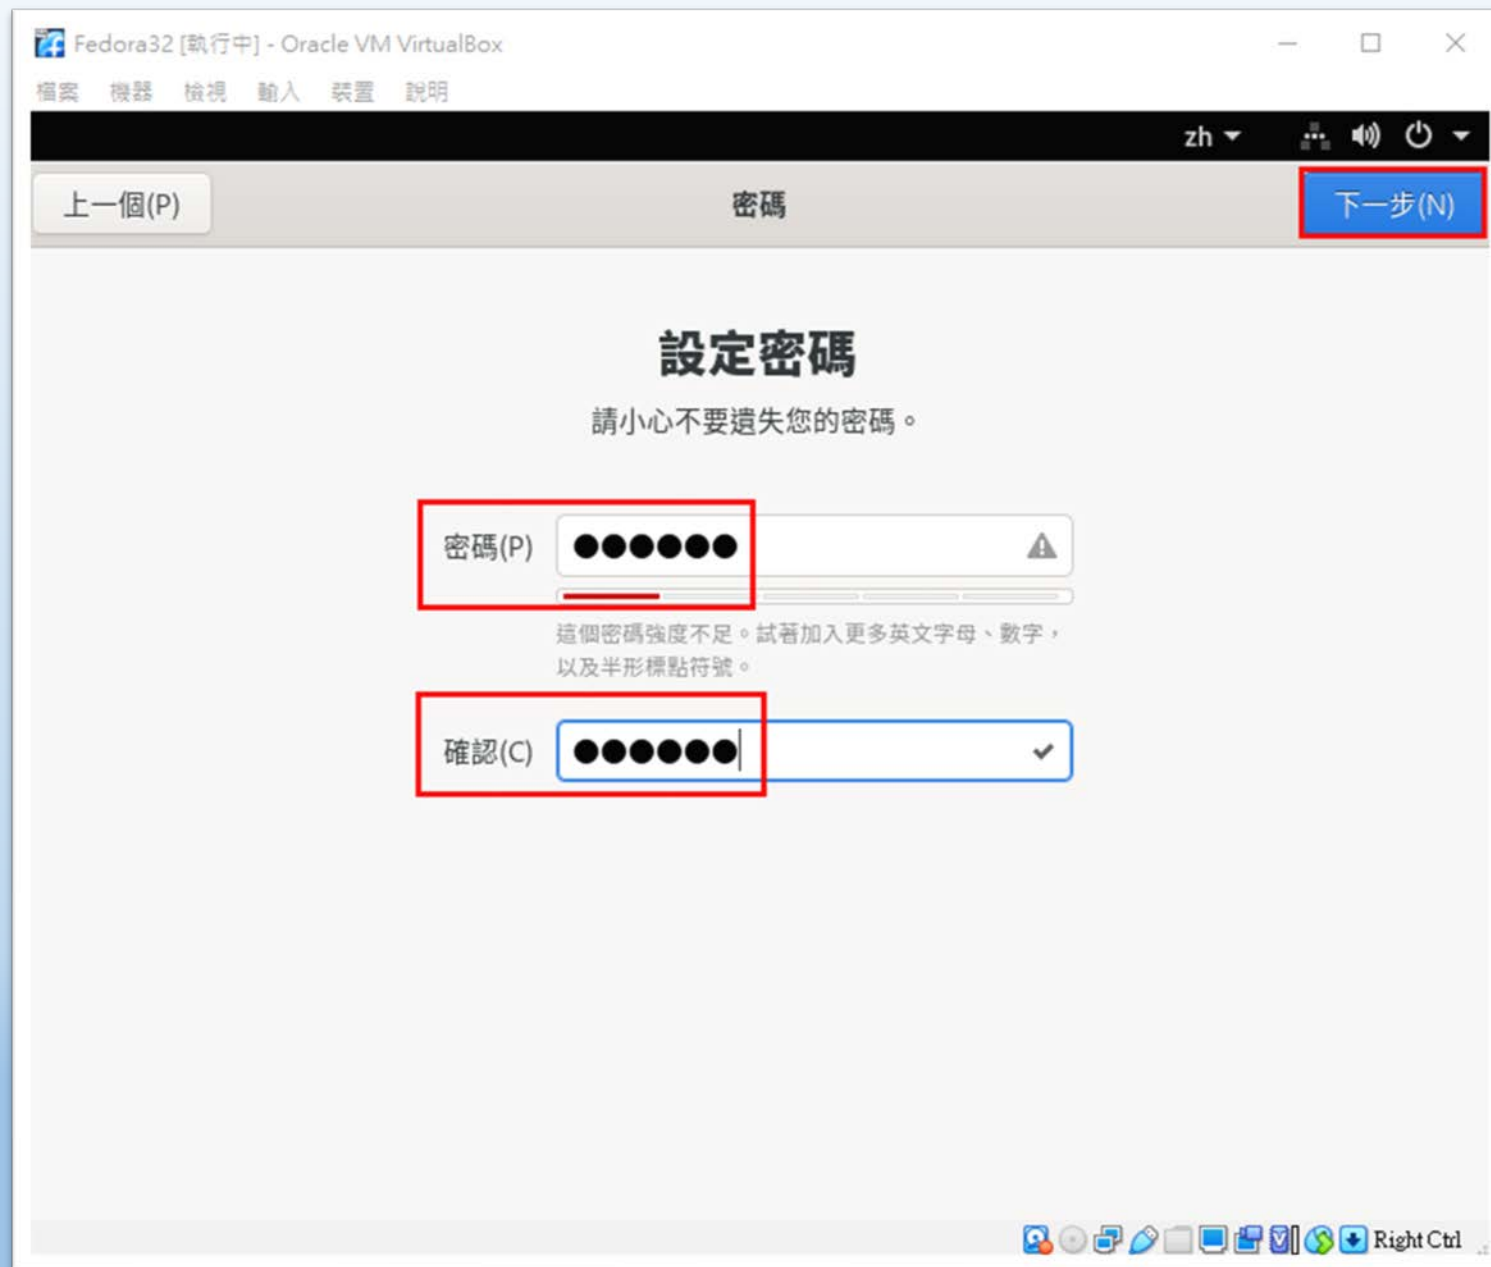 Fedora32 [執行中] - Oracle VM VirtualBox
檔案 機器 檢視 輸入 裝置 說明
zh
上一個(P) 密碼 下一步(N)
設定密碼
請小心不要遺失您的密碼。
密碼(P) ●●●●●●
這個密碼強度不足。試著加入更多英文字母、數字，
以及半形標點符號。
確認(C) ●●●●●●
Right Ctrl